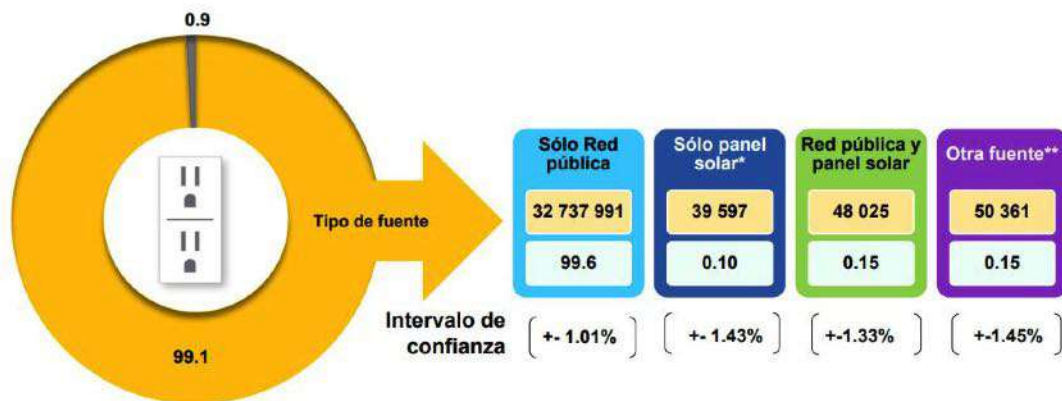 0.9
99.1
Tipo de fuente
Sólo Red
pública
32 737 991
99.6
Sólo panel
solar*
39 597
0.10
Red pública y
panel solar
48 025
0.15
Otra fuente**
50 361
0.15
Intervalo de
confianza
+- 1.01%
+- 1.43%
+-1.33%
+-1.45%